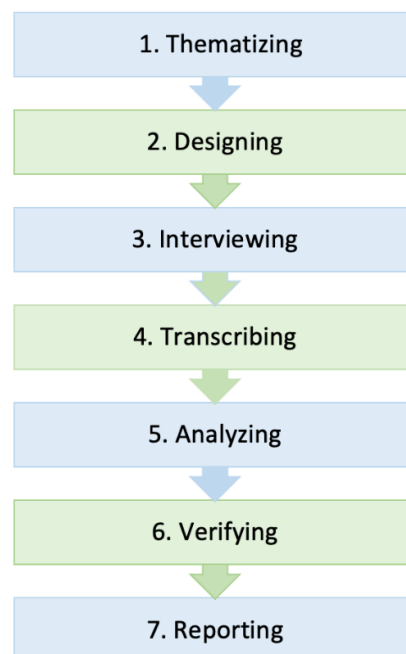 1. Thematizing
2. Designing
3. Interviewing
4. Transcribing
5. Analyzing
6. Verifying
7. Reporting